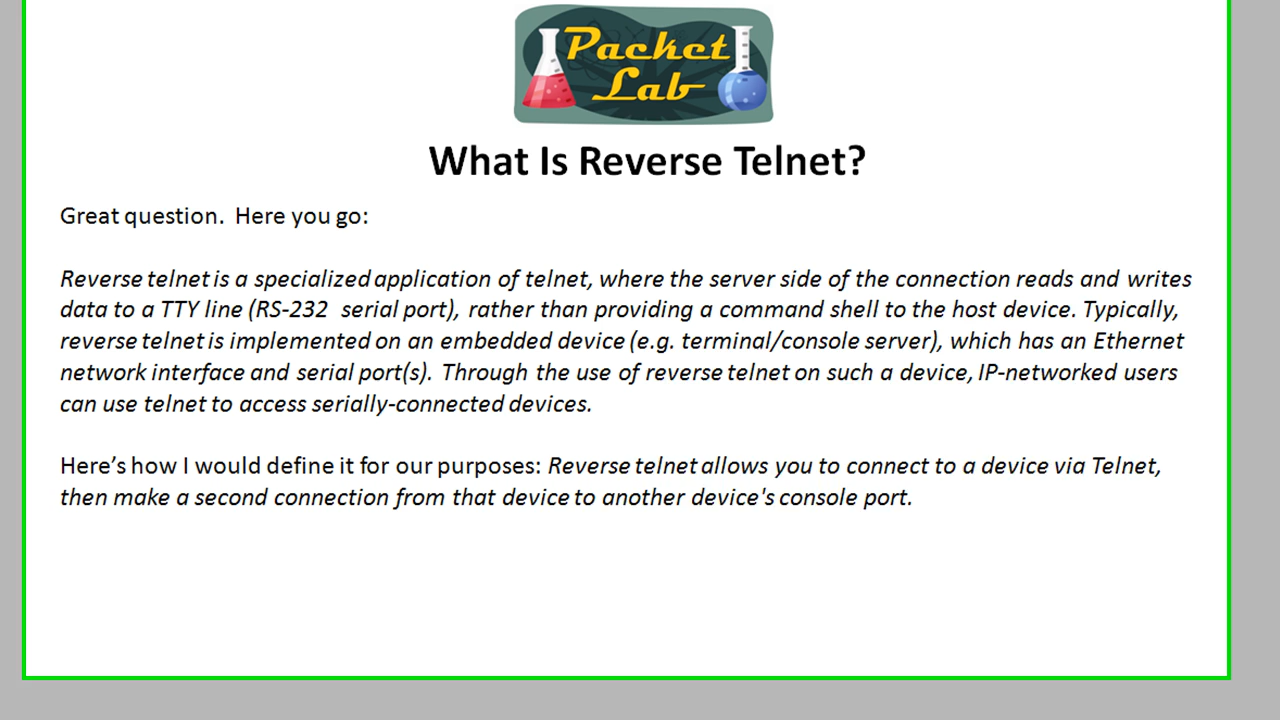 Packet
Lab
What Is Reverse Telnet?
Great question.  Here you go:
Reverse telnet is a specialized application of telnet, where the server side of the connection reads and writes
data to a TTY line (RS-232  serial port), rather than providing a command shell to the host device. Typically,
reverse telnet is implemented on an embedded device (e.g. terminal/console server), which has an Ethernet
network interface and serial port(s).  Through the use of reverse telnet on such a device, IP-networked users
can use telnet to access serially-connected devices.
Here’s how I would define it for our purposes: Reverse telnet allows you to connect to a device via Telnet,
then make a second connection from that device to another device's console port.